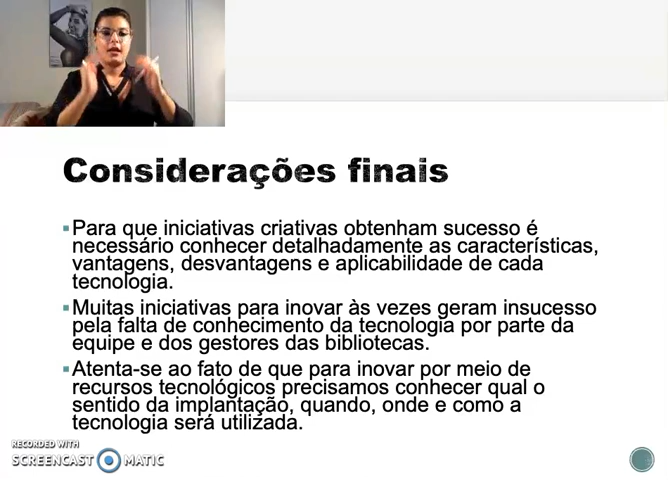 Considerações finais
Para que iniciativas criativas obtenham sucesso é
necessário conhecer detalhadamente as características,
vantagens, desvantagens e aplicabilidade de cada
tecnologia.
Muitas iniciativas para inovar às vezes geram insucesso
pela falta de conhecimento da tecnologia por parte da
equipe e dos gestores das bibliotecas.
Atenta-se ao fato de que para inovar por meio de
recursos tecnológicos precisamos conhecer qual o
sentido da implantação, quando, onde e como a
tecnologia será utilizada.
RECORDED WITH
SCREENCAST MATIC